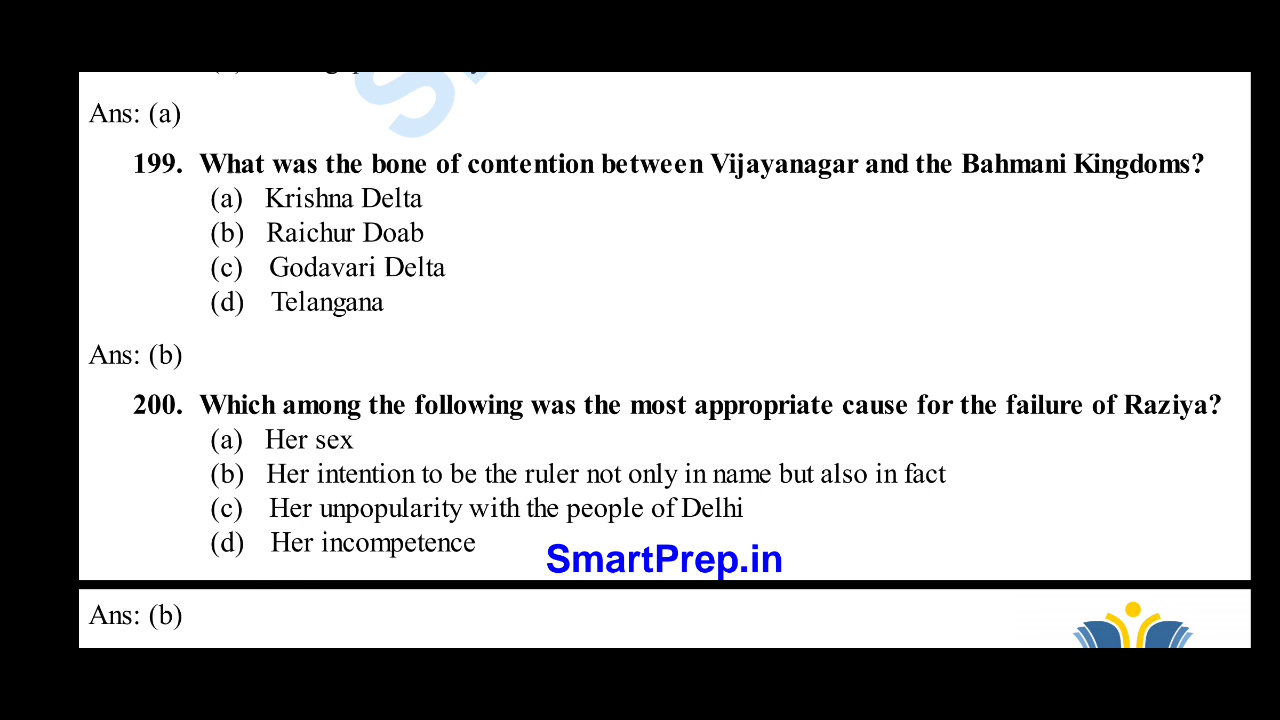 Ans: (a)
199. What was the bone of contention between Vijayanagar and the Bahmani Kingdoms?
(a) Krishna Delta
(b) Raichur Doab
(c) Godavari Delta
(d) Telangana
Ans: (b)
200. Which among the following was the most appropriate cause for the failure of Raziya?
(a) Her sex
(b) Her intention to be the ruler not only in name but also in fact
(c) Her unpopularity with the people of Delhi
(d) Her incompetence
SmartPrep.in
Ans: (b)